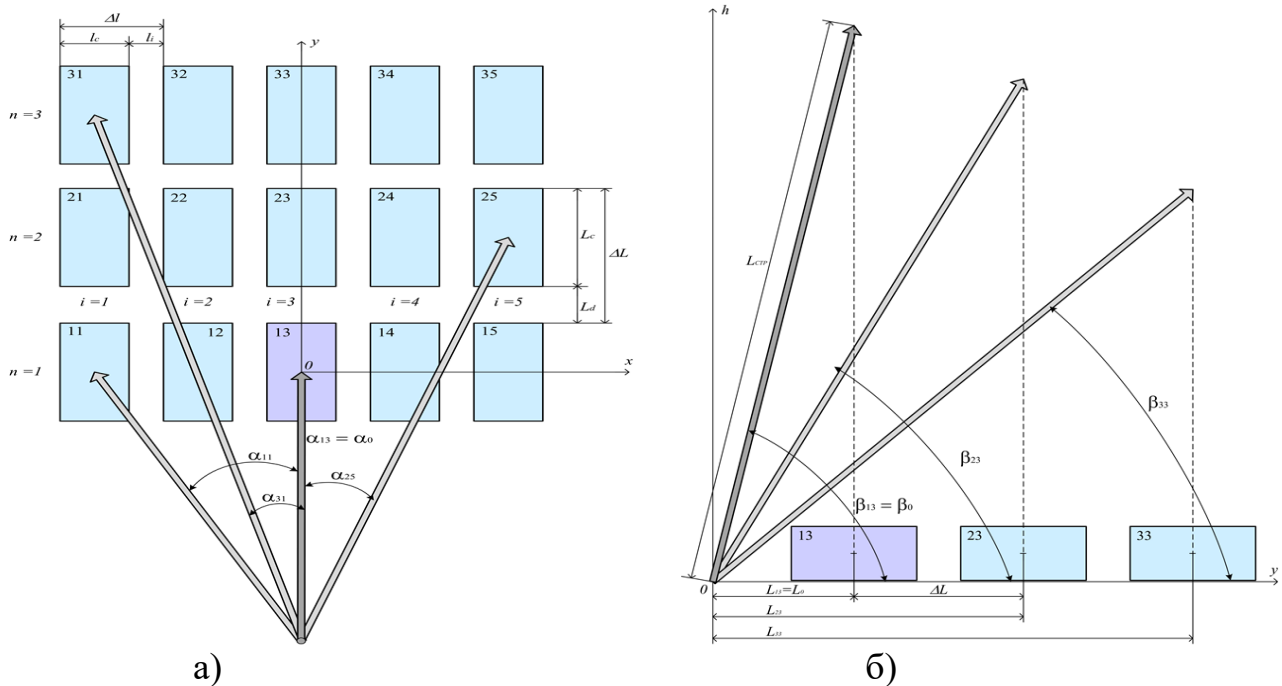 Δl
l_c l_i
y
31 32 33 34 35
n =3
21 22 23 24 25
n =2
L_c
ΔL
i =1 i =2 i =3 i =4 i =5
L_d
11 12 13 14 15
n=1
0
x
α₁₃ = α₀
α₁₁
α₂₅
α₃₁
а)
h
L_CTP
β₃₃
β₂₃
β₁₃ = β₀
13 23 33
0
y
L₁₃=L₀ ΔL
L₂₃
L₃₃
б)